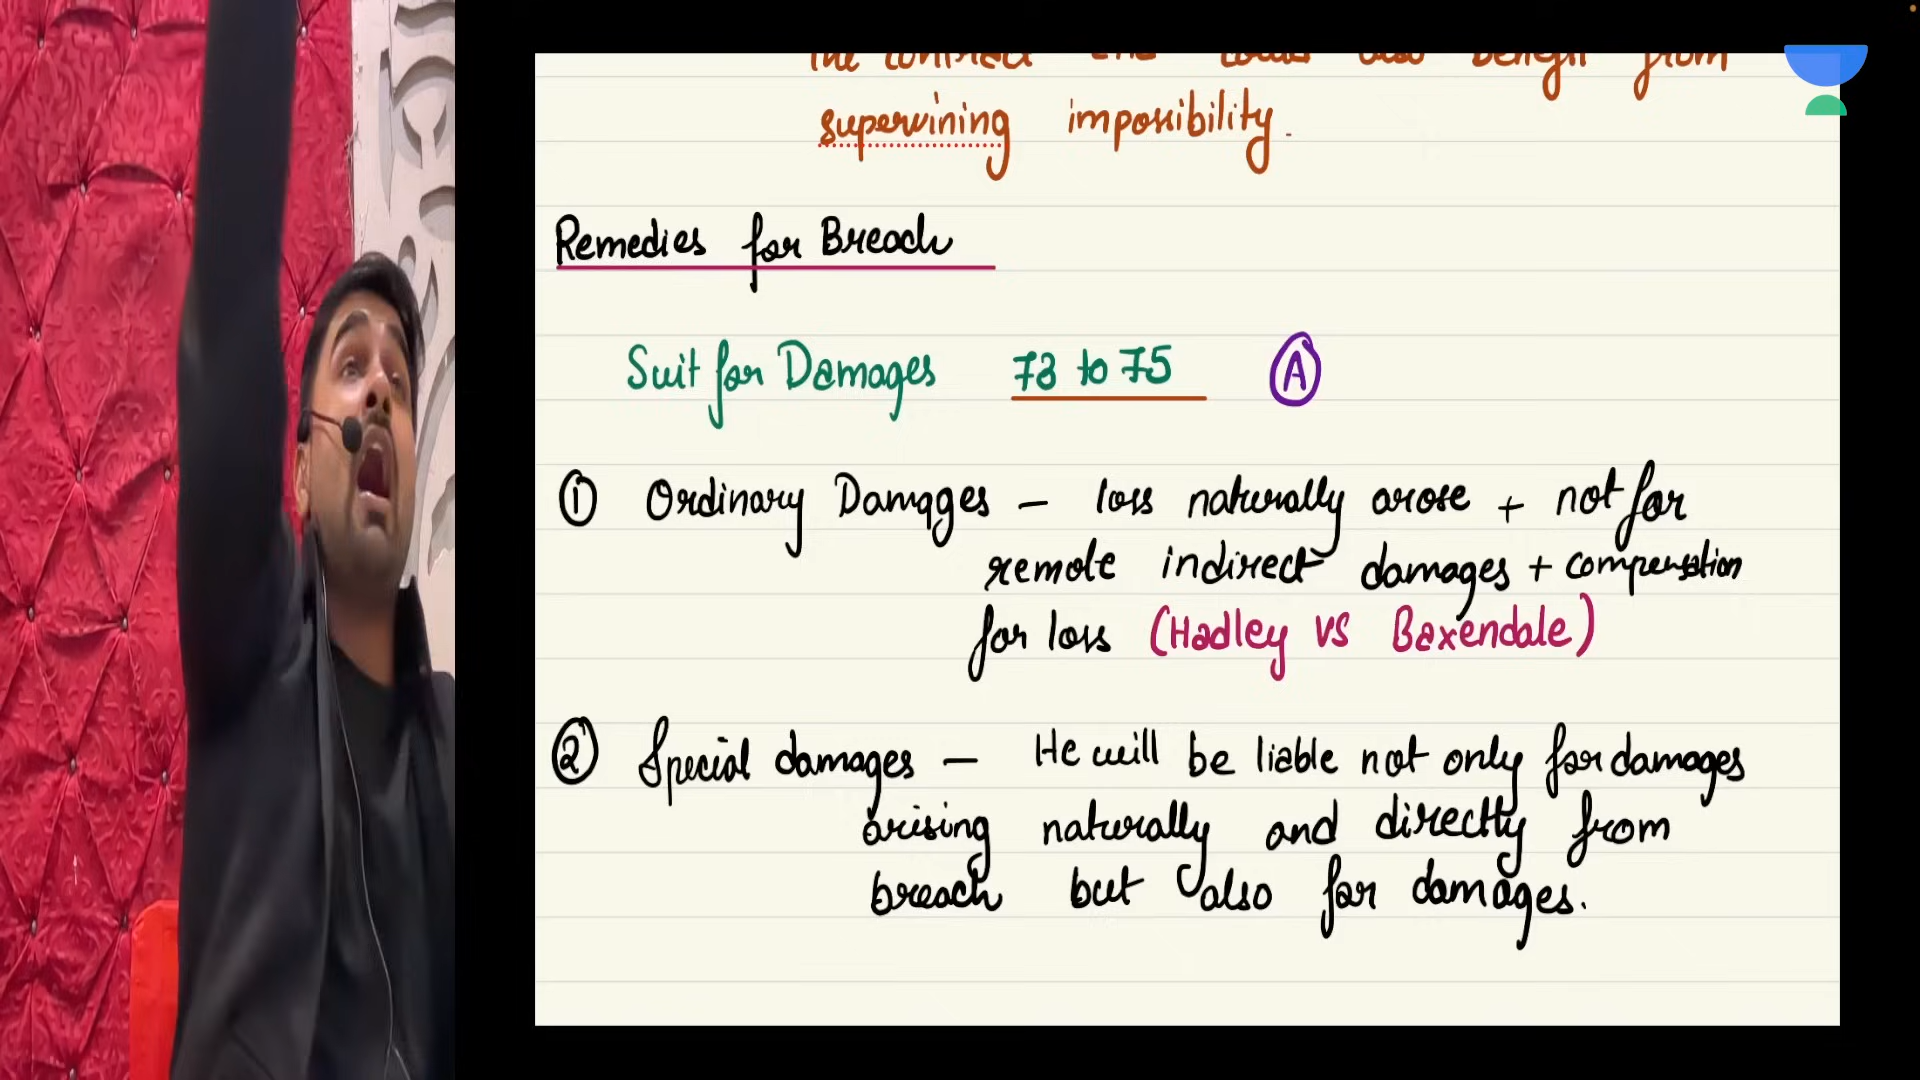 supervining impossibility.
Remedies for Breach
Suit for Damages 73 to 75 A
1 Ordinary Damages - loss naturally arose + not for
remote indirect damages + compensation
for loss (Hadley vs Baxendale)
2 Special damages - He will be liable not only for damages
arising naturally and directly from
breach but also for damages.